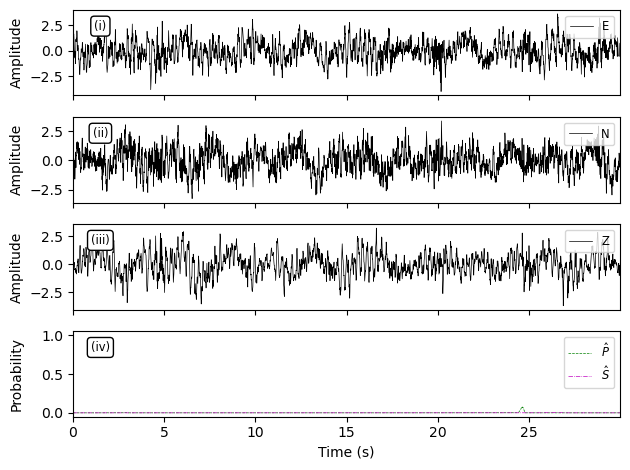 Amplitude
2.5
0.0
−2.5
(i)
E
Amplitude
2.5
0.0
−2.5
(ii)
N
Amplitude
2.5
0.0
−2.5
(iii)
Z
Probability
1.0
0.5
0.0
(iv)
P̂
Ŝ
0 5 10 15 20 25
Time (s)